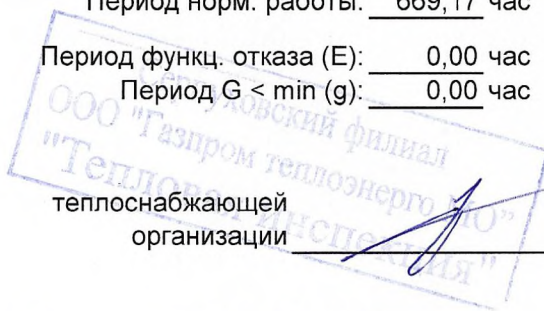 Период норм. работы: 669,17 час
Период функц. отказа (E): 0,00 час
Период G < min (g): 0,00 час
Серпуховский филиал
ООО "Газпром теплоэнерго МО"
"Тепловая инспекция"
теплоснабжающей
организации